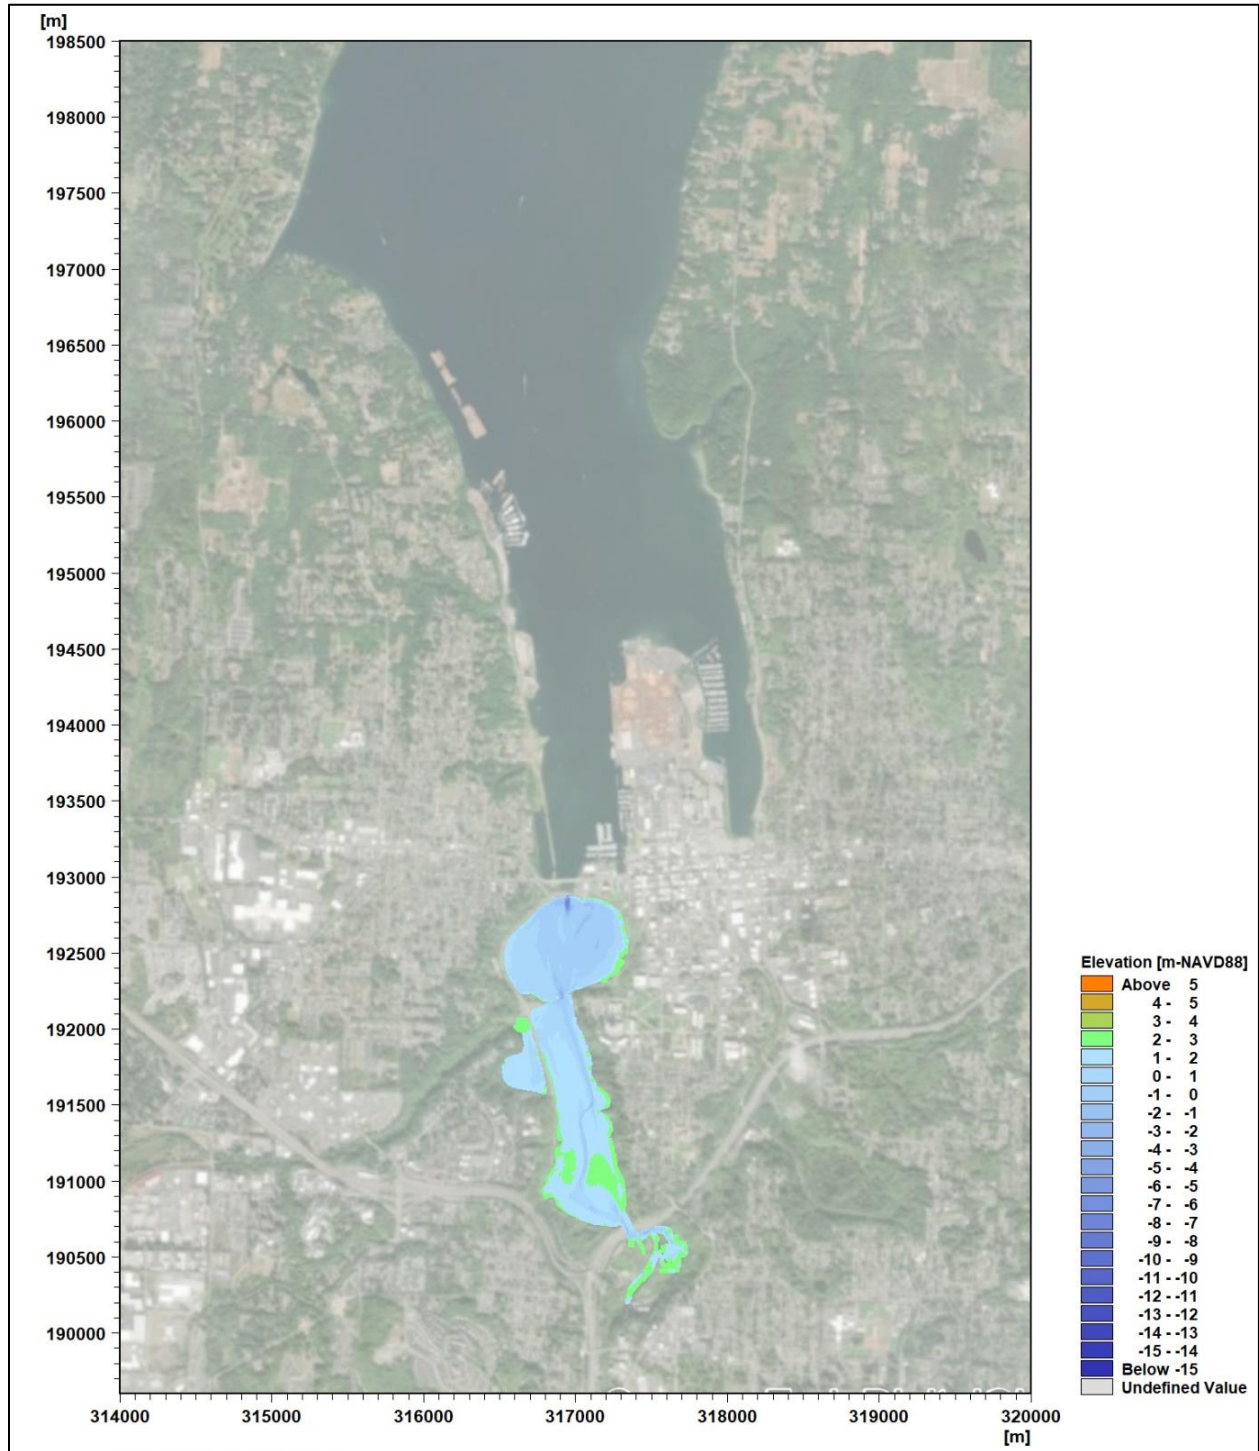 [m]
198500
198000
197500
197000
196500
196000
195500
195000
194500
194000
193500
193000
192500
192000
191500
191000
190500
190000
314000 315000 316000 317000 318000 319000 320000
[m]
Elevation [m-NAVD88]
Above 5
4 - 5
3 - 4
2 - 3
1 - 2
0 - 1
-1 - 0
-2 - -1
-3 - -2
-4 - -3
-5 - -4
-6 - -5
-7 - -6
-8 - -7
-9 - -8
-10 - -9
-11 - -10
-12 - -11
-13 - -12
-14 - -13
-15 - -14
Below -15
Undefined Value